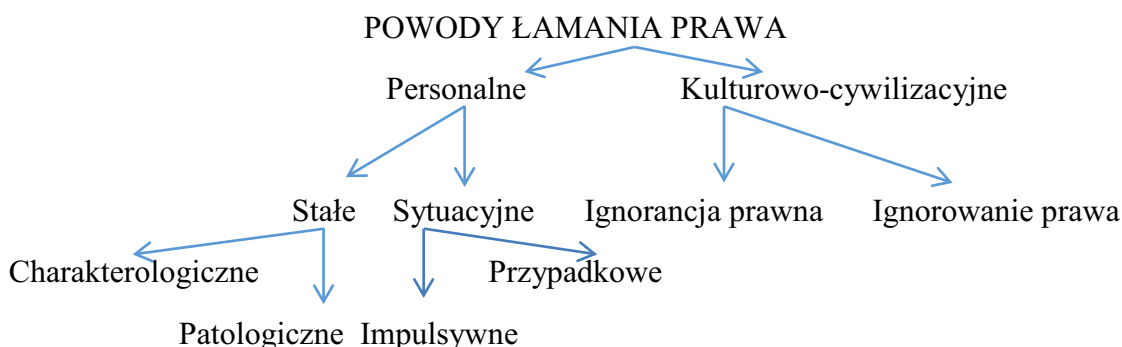 POWODY ŁAMANIA PRAWA
Personalne Kulturowo-cywilizacyjne
Stałe Sytuacyjne Ignorancja prawna Ignorowanie prawa
Charakterologiczne Przypadkowe
Patologiczne Impulsywne